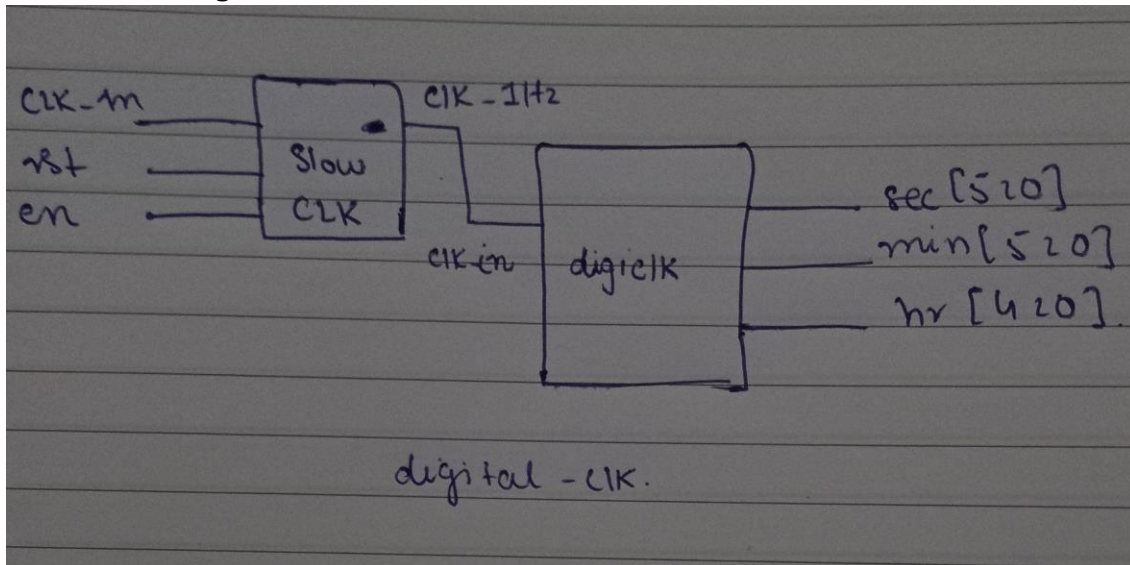 CLK-in
rst
en
Slow
CLK
clk-1Hz
clk-in
digiclk
sec [5:0]
min [5:0]
hr [4:0].
digital-clk.